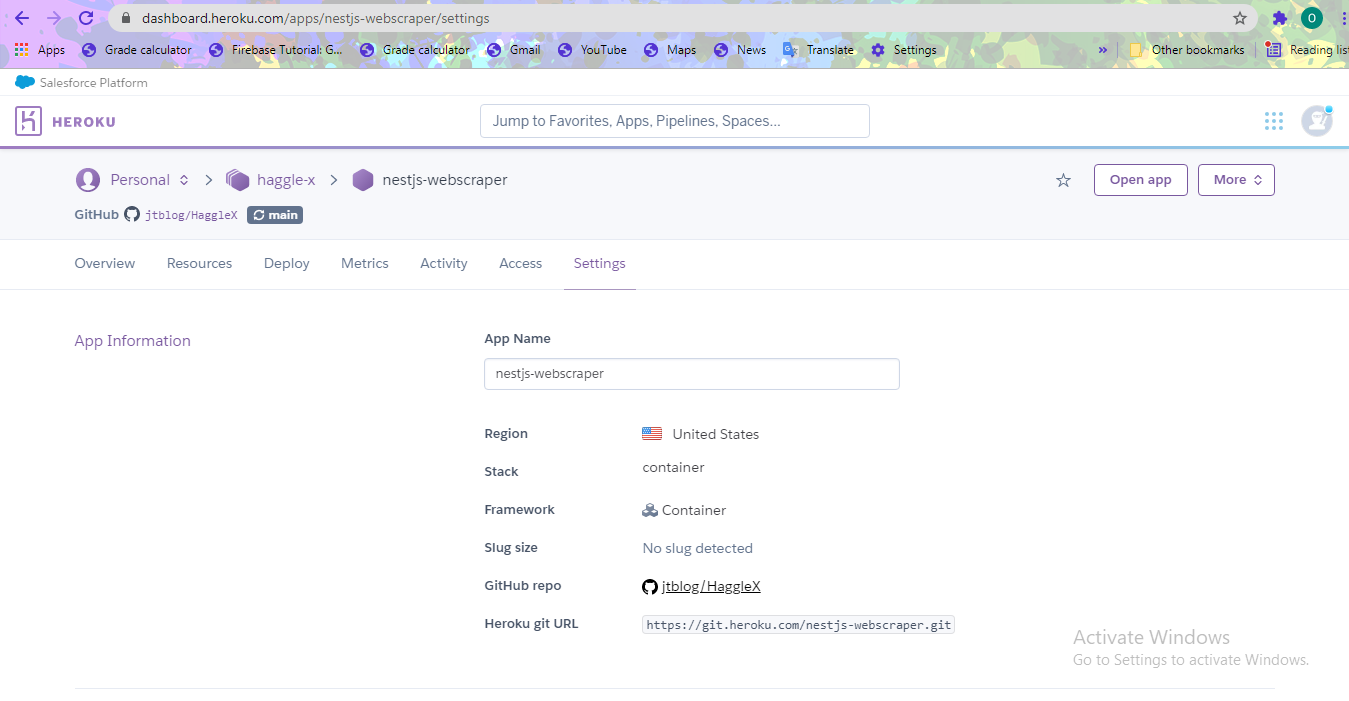 dashboard.heroku.com/apps/nestjs-webscraper/settings
O
Apps Grade calculator Firebase Tutorial: G... Grade calculator Gmail YouTube Maps News Translate Settings » Other bookmarks Reading list
Salesforce Platform
HEROKU Jump to Favorites, Apps, Pipelines, Spaces...
Personal haggle-x nestjs-webscraper Open app More
GitHub jtblog/HaggleX main
Overview Resources Deploy Metrics Activity Access Settings
App Information
App Name
nestjs-webscraper
Region United States
Stack container
Framework Container
Slug size No slug detected
GitHub repo jtblog/HaggleX
Heroku git URL https://git.heroku.com/nestjs-webscraper.git
Activate Windows
Go to Settings to activate Windows.